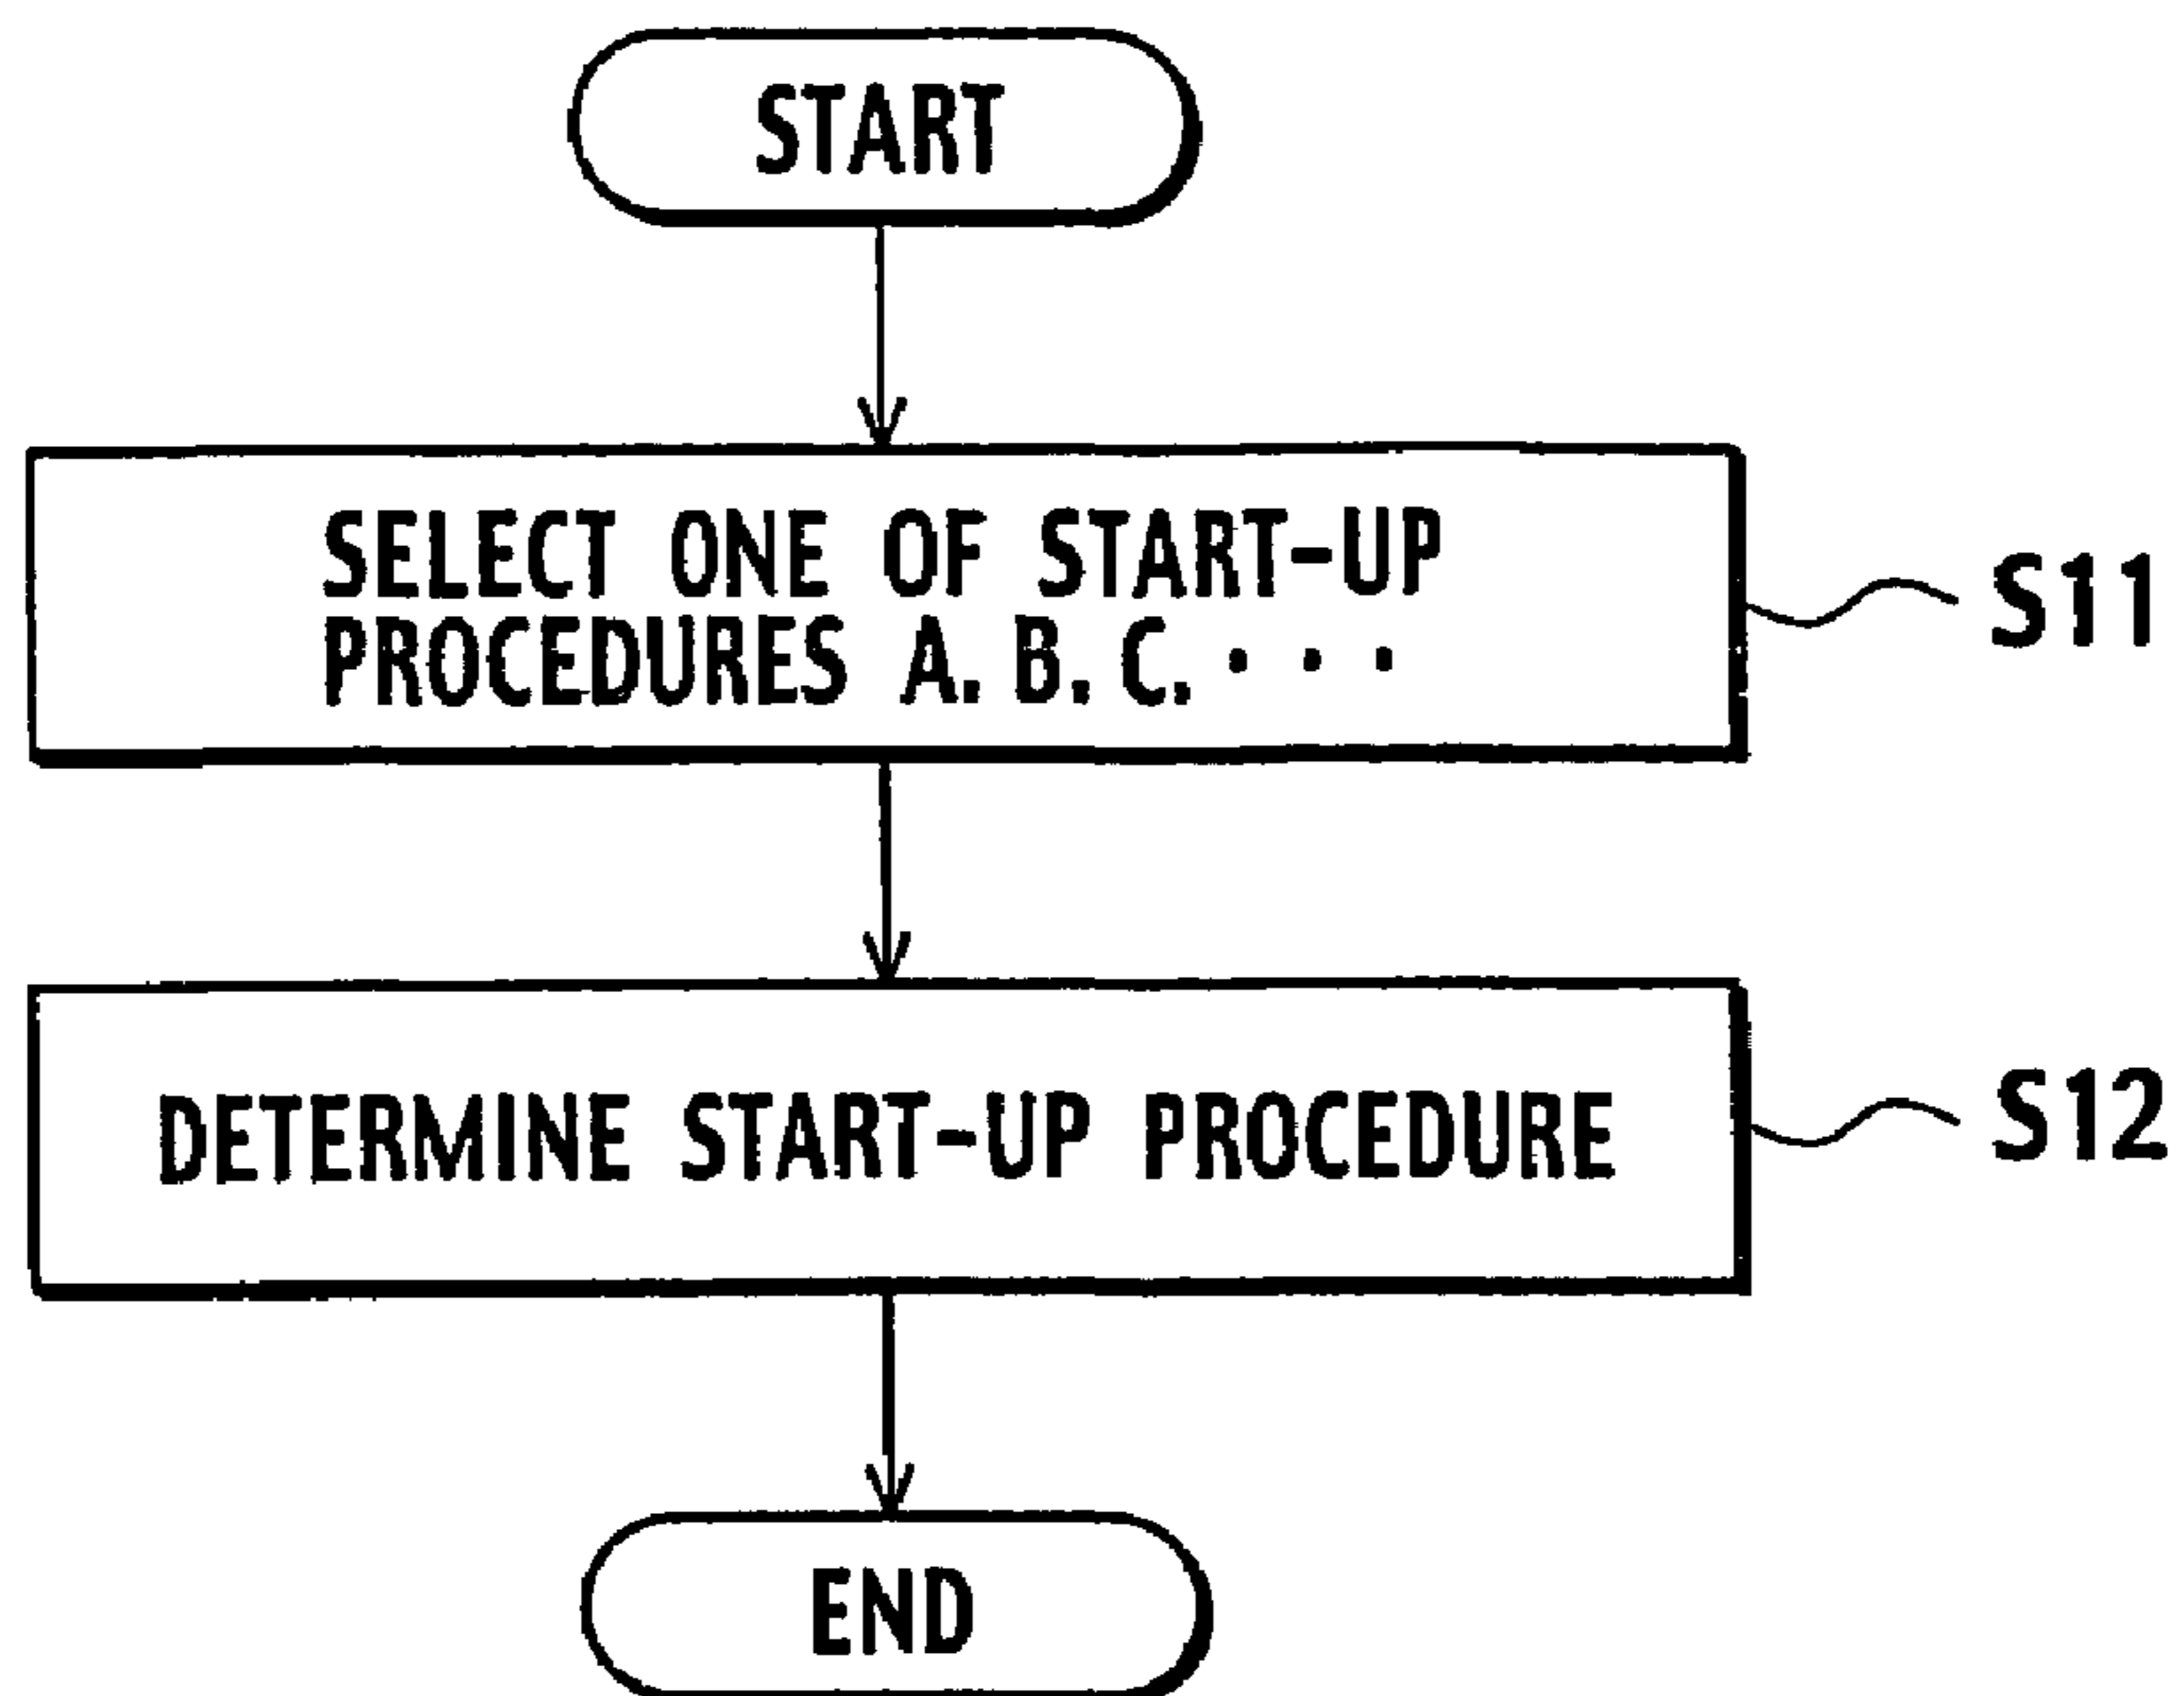 START
SELECT ONE OF START-UP
PROCEDURES A. B. C. · · ·
S11
DETERMINE START-UP PROCEDURE
S12
END